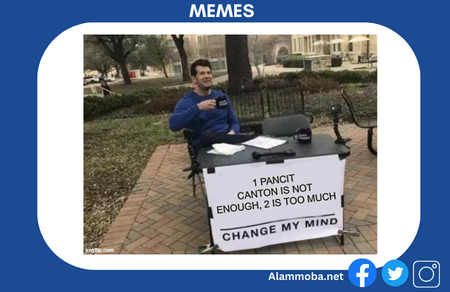 MEMES
1 PANCIT
CANTON IS NOT
ENOUGH, 2 IS TOO MUCH
CHANGE MY MIND
imgflip.com
Alammoba.net